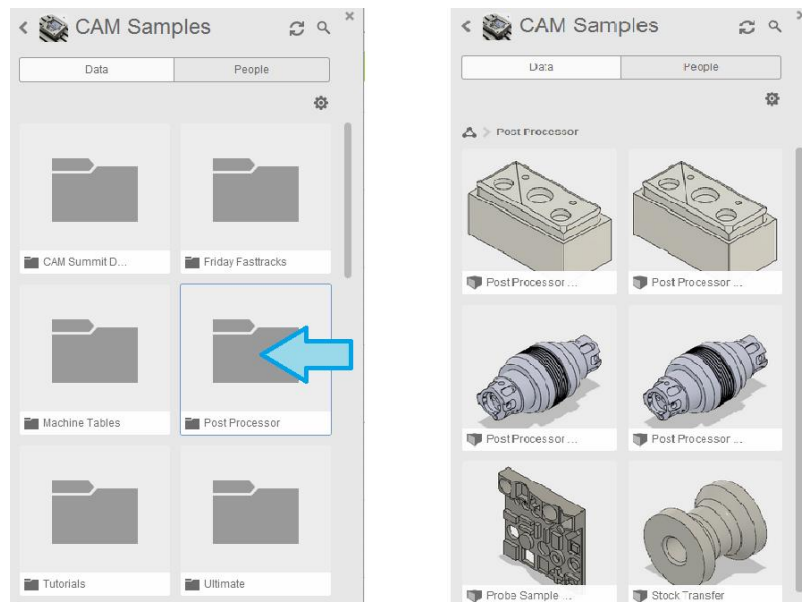 CAM Samples
Data People
CAM Summit D... Friday Fasttracks
Machine Tables Post Processor
Tutorials Ultimate
CAM Samples
Data People
Post Processor
Post Processor ... Post Processor ...
Post Processor ... Post Processor ...
Probe Sample ... Stock Transfer